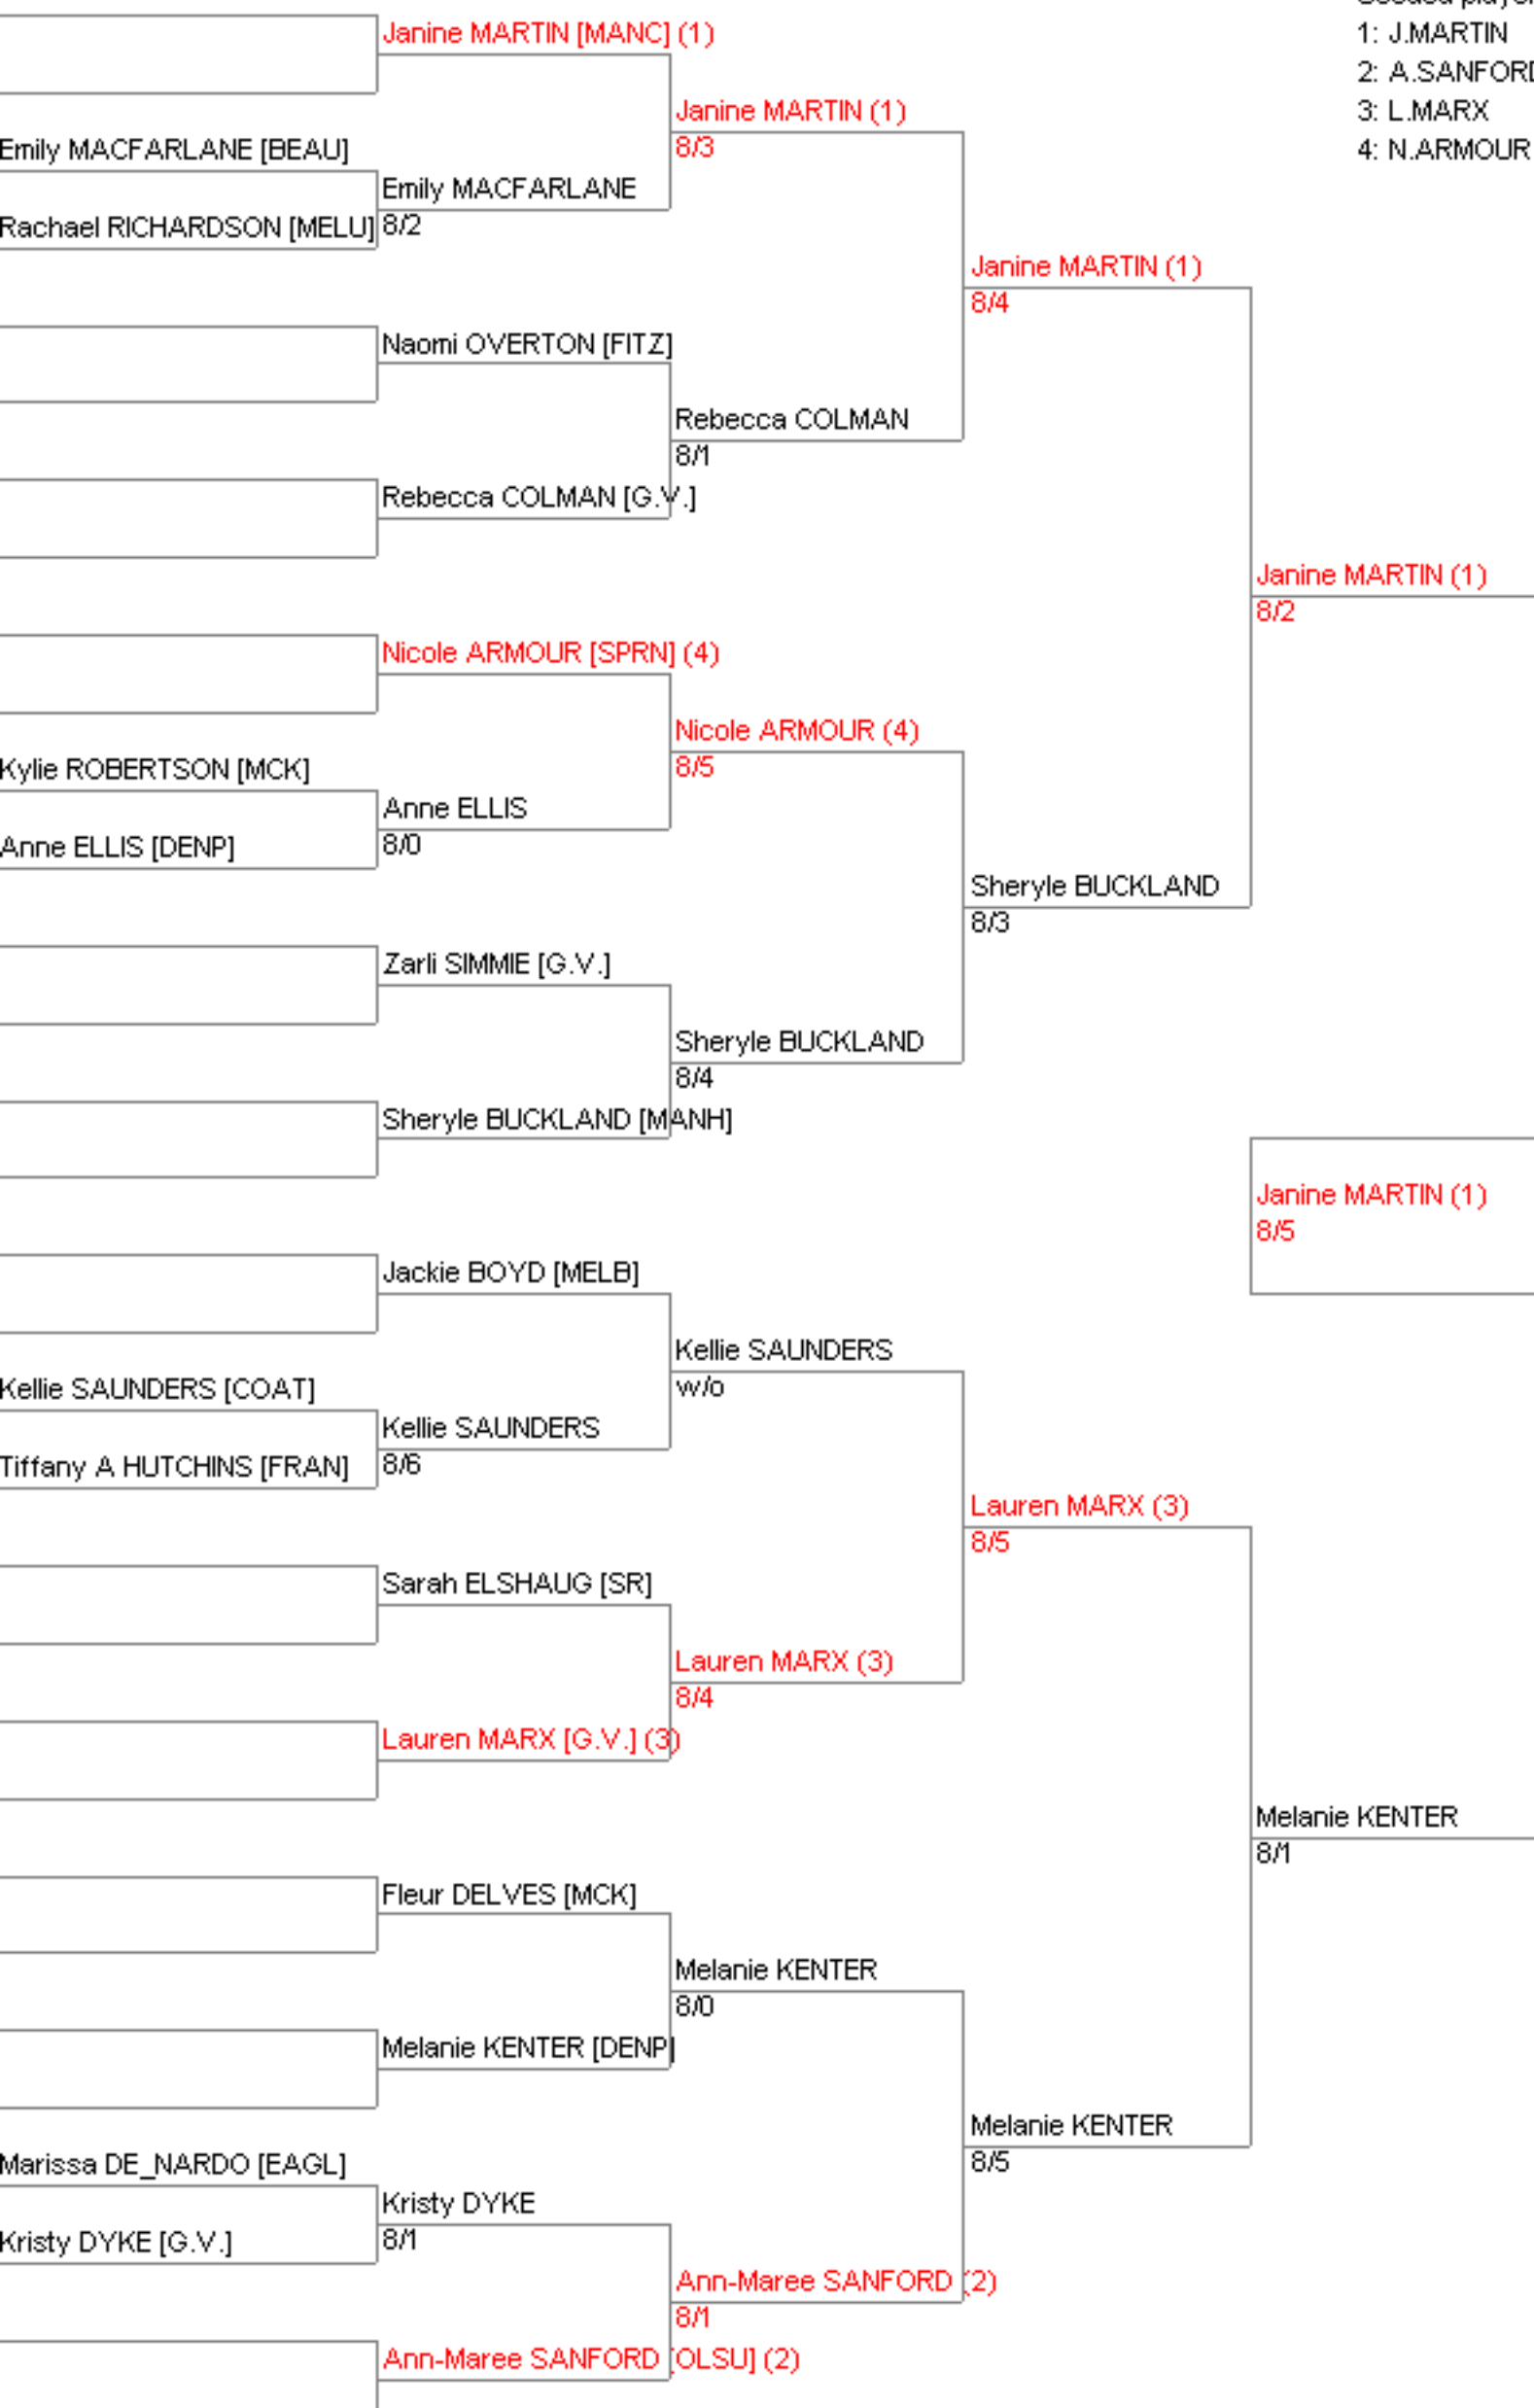 Janine MARTIN [MANC] (1)
1: J.MARTIN
2: A.SANFORD
3: L.MARX
4: N.ARMOUR
Janine MARTIN (1)
8/3
Emily MACFARLANE [BEAU]
Emily MACFARLANE
8/2
Rachael RICHARDSON [MELU]
Janine MARTIN (1)
8/4
Naomi OVERTON [FITZ]
Rebecca COLMAN
8/1
Rebecca COLMAN [G.V.]
Janine MARTIN (1)
8/2
Nicole ARMOUR [SPRN] (4)
Nicole ARMOUR (4)
8/5
Kylie ROBERTSON [MCK]
Anne ELLIS
8/0
Anne ELLIS [DENP]
Sheryle BUCKLAND
8/3
Zarli SIMMIE [G.V.]
Sheryle BUCKLAND
8/4
Sheryle BUCKLAND [MANH]
Janine MARTIN (1)
8/5
Jackie BOYD [MELB]
Kellie SAUNDERS
w/o
Kellie SAUNDERS [COAT]
Kellie SAUNDERS
8/6
Tiffany A HUTCHINS [FRAN]
Lauren MARX (3)
8/5
Sarah ELSHAUG [SR]
Lauren MARX (3)
8/4
Lauren MARX [G.V.] (3)
Melanie KENTER
8/1
Fleur DELVES [MCK]
Melanie KENTER
8/0
Melanie KENTER [DENP]
Melanie KENTER
8/5
Marissa DE_NARDO [EAGL]
Kristy DYKE
8/1
Kristy DYKE [G.V.]
Ann-Maree SANFORD (2)
8/1
Ann-Maree SANFORD [OLSU] (2)